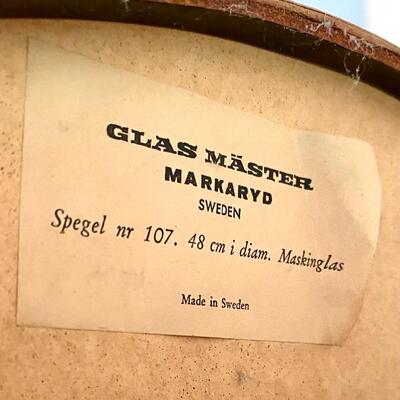 GLAS MÄSTER
MARKARYD
SWEDEN
Spegel nr 107. 48 cm i diam. Maskinglas
Made in Sweden